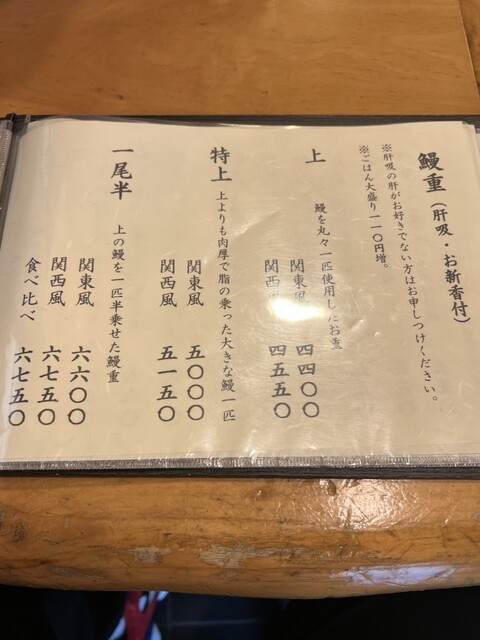 鰻重（肝吸・お新香付）
※肝吸の肝がお好きでない方はお申しつけください。
※ごはん大盛り一一〇円増。
上　鰻を丸々一匹使用したお重
関東風　四四〇〇
関西風　四五五〇
特上　上よりも肉厚で脂の乗った大きな鰻一匹
関東風　五〇〇〇
関西風　五一五〇
一尾半　上の鰻を一匹半乗せた鰻重
関東風　六六〇〇
関西風　六七五〇
食べ比べ　六七五〇